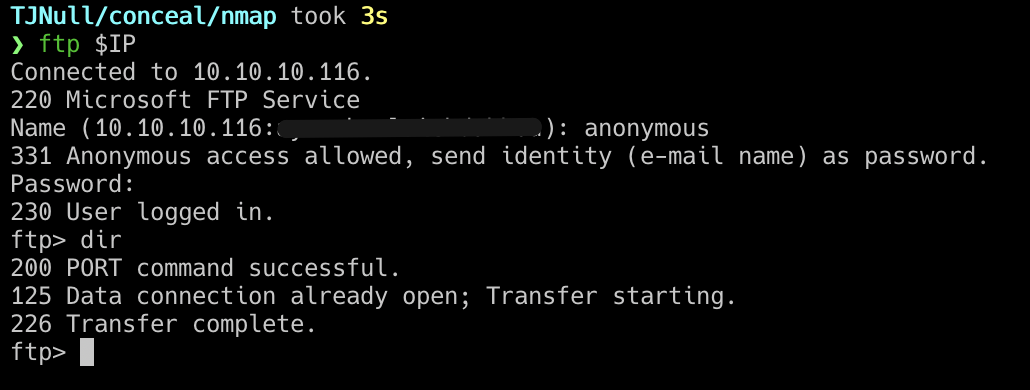 TJNull/conceal/nmap took 3s
❯ ftp $IP
Connected to 10.10.10.116.
220 Microsoft FTP Service
Name (10.10.10.116:): anonymous
331 Anonymous access allowed, send identity (e-mail name) as password.
Password:
230 User logged in.
ftp> dir
200 PORT command successful.
125 Data connection already open; Transfer starting.
226 Transfer complete.
ftp>